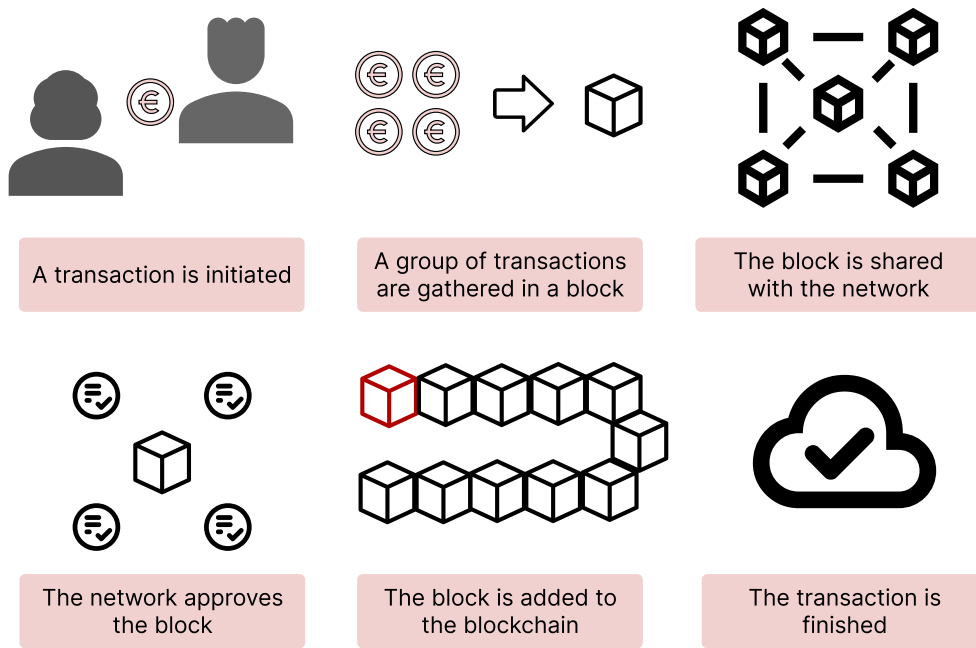 €
€ €
€ €
A transaction is initiated
A group of transactions
are gathered in a block
The block is shared
with the network
The network approves
the block
The block is added to
the blockchain
The transaction is
finished